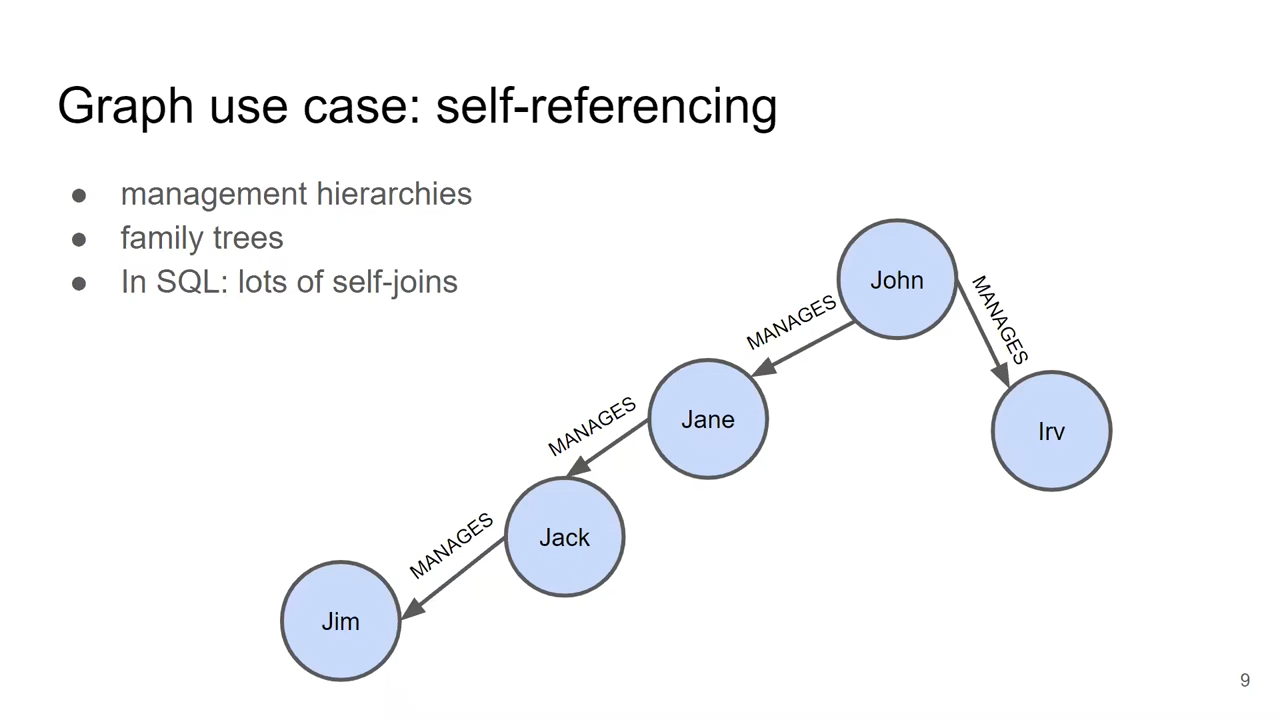 Graph use case: self-referencing
● management hierarchies
● family trees
● In SQL: lots of self-joins
John
MANAGES
MANAGES
Jane
Irv
MANAGES
Jack
MANAGES
Jim
9